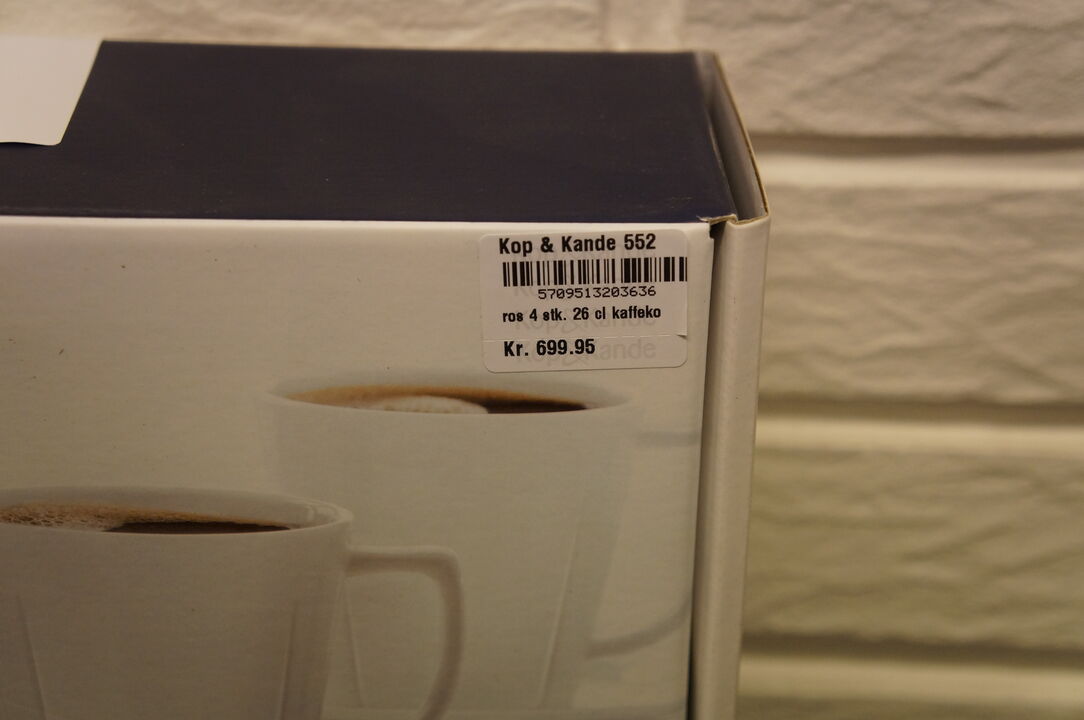 Kop & Kande 552
5709513203636
ros 4 stk. 26 cl kaffeko
Kr. 699.95